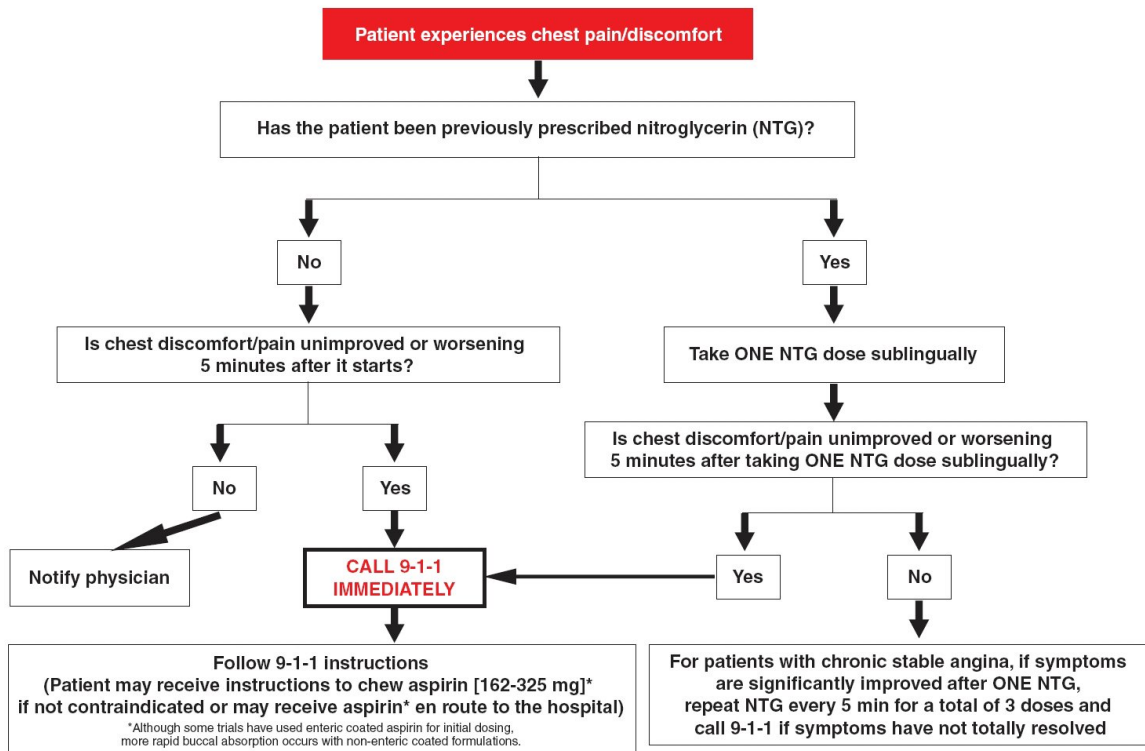 Patient experiences chest pain/discomfort
Has the patient been previously prescribed nitroglycerin (NTG)?
No
Yes
Is chest discomfort/pain unimproved or worsening
5 minutes after it starts?
Take ONE NTG dose sublingually
Is chest discomfort/pain unimproved or worsening
5 minutes after taking ONE NTG dose sublingually?
No
Yes
Notify physician
CALL 9-1-1
IMMEDIATELY
Yes
No
Follow 9-1-1 instructions
(Patient may receive instructions to chew aspirin [162-325 mg]*
if not contraindicated or may receive aspirin* en route to the hospital)
*Although some trials have used enteric coated aspirin for initial dosing,
more rapid buccal absorption occurs with non-enteric coated formulations.
For patients with chronic stable angina, if symptoms
are significantly improved after ONE NTG,
repeat NTG every 5 min for a total of 3 doses and
call 9-1-1 if symptoms have not totally resolved